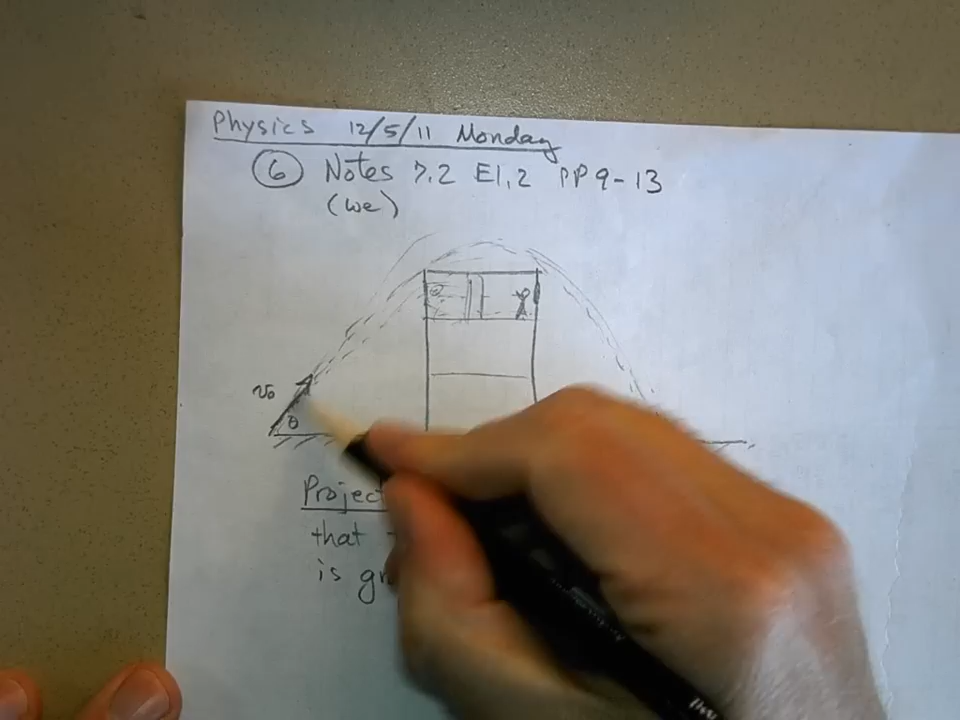 Physics 12/5/11 Monday
6 Notes 7.2 E1,2 PP 9-13
(we)
v₀
θ
Project
that
is gr